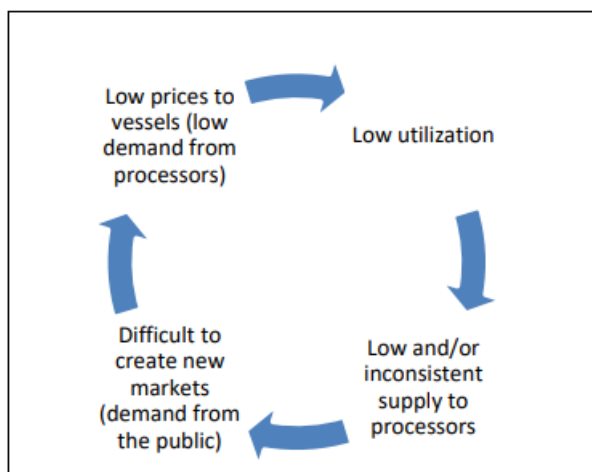 Low prices to
vessels (low
demand from
processors)
Low utilization
Low and/or
inconsistent
supply to
processors
Difficult to
create new
markets
(demand from
the public)